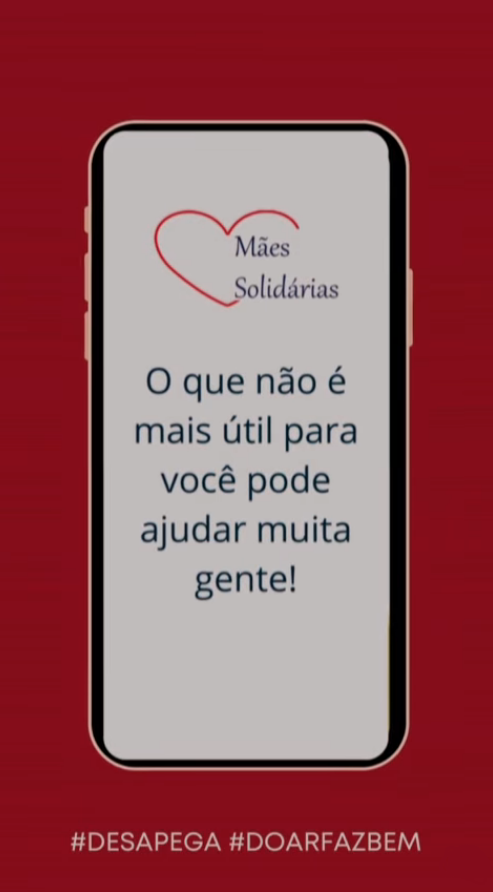 Mães
Solidárias
O que não é
mais útil para
você pode
ajudar muita
gente!
#DESAPEGA #DOARFAZBEM